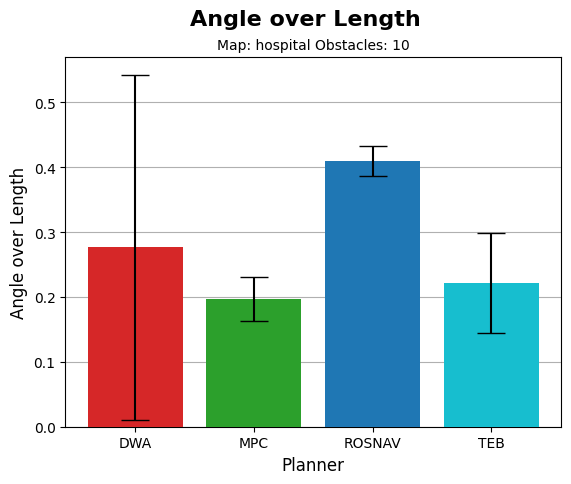 Angle over Length
Map: hospital Obstacles: 10
Angle over Length
0.5
0.4
0.3
0.2
0.1
0.0
DWA MPC ROSNAV TEB
Planner